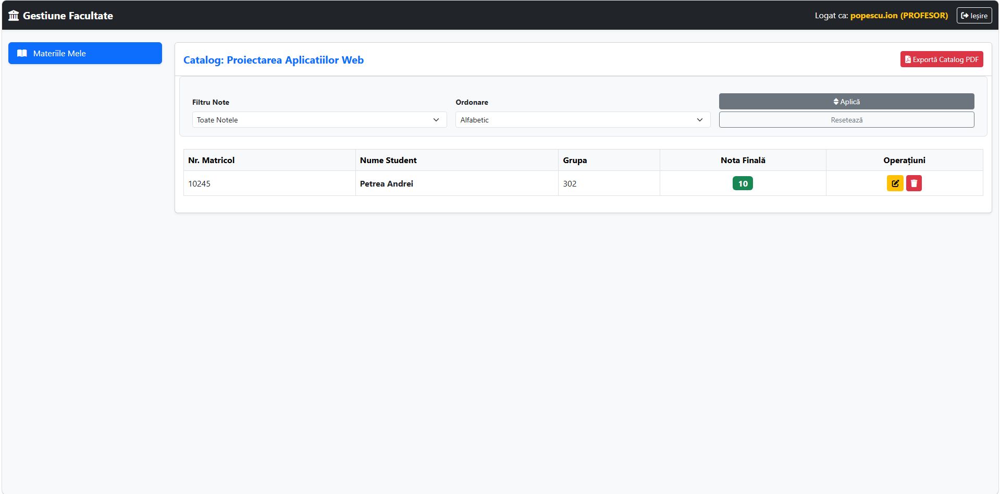 Gestiune Facultate
Logat ca: popescu.ion (PROFESOR)
Ieșire
Materiile Mele
Catalog: Proiectarea Aplicatiilor Web
Exportă Catalog PDF
Filtru Note
Ordonare
Aplică
Toate Notele
Alfabetic
Resetează
Nr. Matricol Nume Student Grupa Nota Finală Operațiuni
10245 Petrea Andrei 302 10